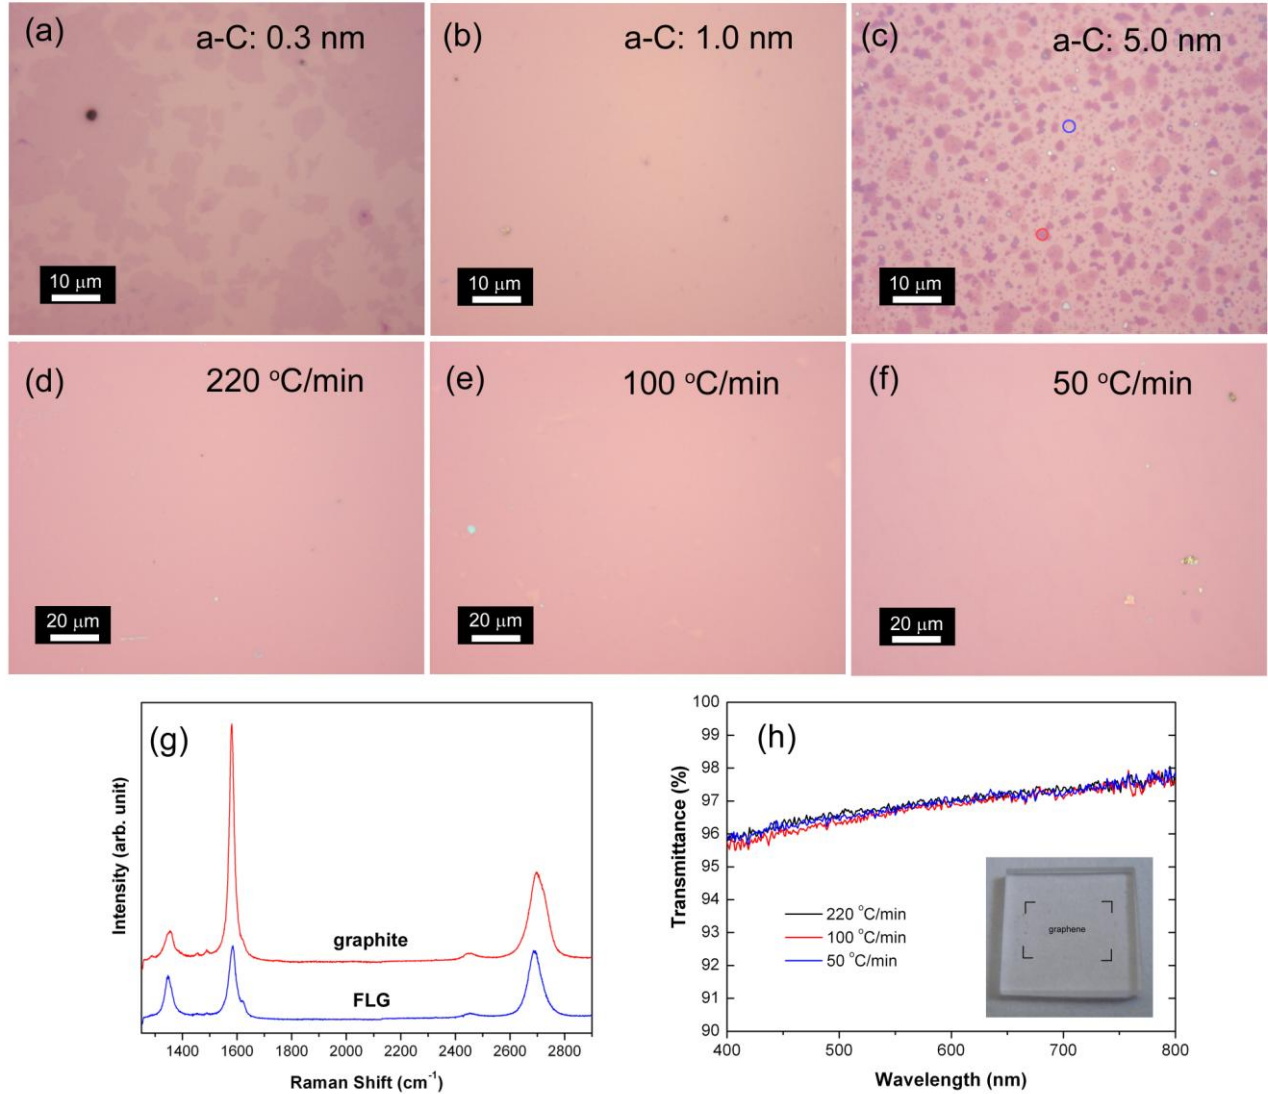 (a) a-C: 0.3 nm
10 μm
(b) a-C: 1.0 nm
10 μm
(c) a-C: 5.0 nm
10 μm
(d) 220 °C/min
20 μm
(e) 100 °C/min
20 μm
(f) 50 °C/min
20 μm
(g)
Intensity (arb. unit)
graphite
FLG
1400 1600 1800 2000 2200 2400 2600 2800
Raman Shift (cm⁻¹)
(h)
Transmittance (%)
100
99
98
97
96
95
94
93
92
91
90
220 °C/min
100 °C/min
50 °C/min
graphene
400 500 600 700 800
Wavelength (nm)